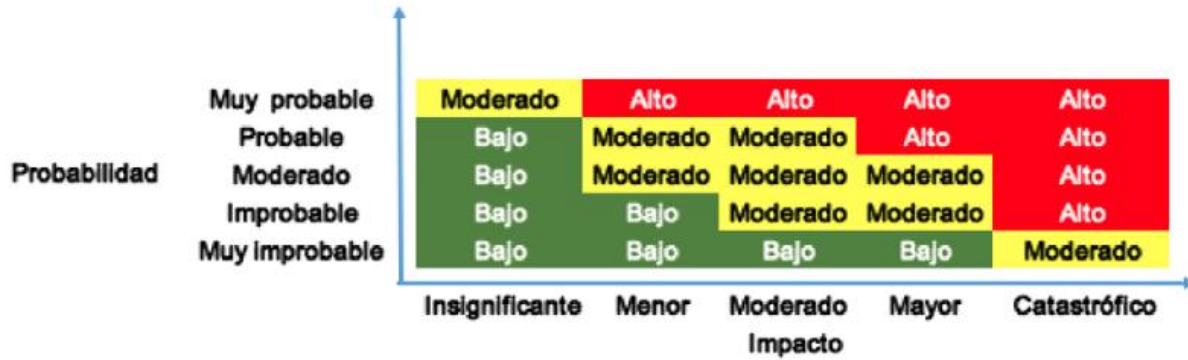 Muy probable Moderado Alto Alto Alto Alto
Probable Bajo Moderado Moderado Alto Alto
Probabilidad Moderado Bajo Moderado Moderado Moderado Alto
Improbable Bajo Bajo Moderado Moderado Alto
Muy improbable Bajo Bajo Bajo Bajo Moderado
Insignificante Menor Moderado Mayor Catastrófico
Impacto